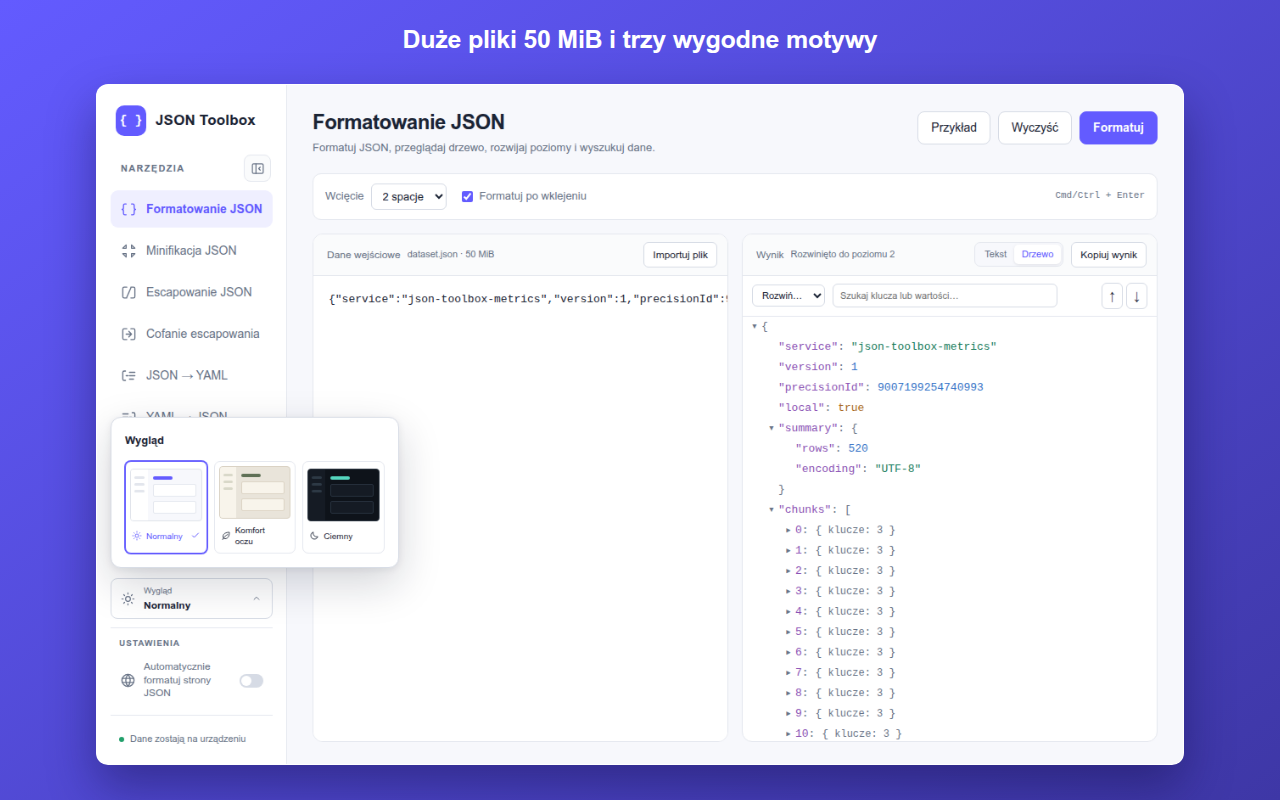 Duże pliki 50 MiB i trzy wygodne motywy
{ } JSON Toolbox
NARZĘDZIA
{ } Formatowanie JSON
Minifikacja JSON
Escapowanie JSON
Cofanie escapowania
JSON → YAML
YAML → JSON
Wygląd
Normalny
Komfort
oczu
Ciemny
Wygląd
Normalny
USTAWIENIA
Automatycznie
formatuj strony
JSON
Dane zostają na urządzeniu
Formatowanie JSON
Formatuj JSON, przeglądaj drzewo, rozwijaj poziomy i wyszukuj dane.
Przykład
Wyczyść
Formatuj
Wcięcie
2 spacje
Formatuj po wklejeniu
Cmd/Ctrl + Enter
Dane wejściowe dataset.json · 50 MiB
Importuj plik
{"service":"json-toolbox-metrics","version":1,"precisionId":
Wynik Rozwinięto do poziomu 2
Tekst
Drzewo
Kopiuj wynik
Rozwiń…
Szukaj klucza lub wartości…
↑ ↓
▾ {
"service": "json-toolbox-metrics"
"version": 1
"precisionId": 9007199254740993
"local": true
▾ "summary": {
"rows": 520
"encoding": "UTF-8"
}
▾ "chunks": [
▸ 0: { klucze: 3 }
▸ 1: { klucze: 3 }
▸ 2: { klucze: 3 }
▸ 3: { klucze: 3 }
▸ 4: { klucze: 3 }
▸ 5: { klucze: 3 }
▸ 6: { klucze: 3 }
▸ 7: { klucze: 3 }
▸ 8: { klucze: 3 }
▸ 9: { klucze: 3 }
▸ 10: { klucze: 3 }